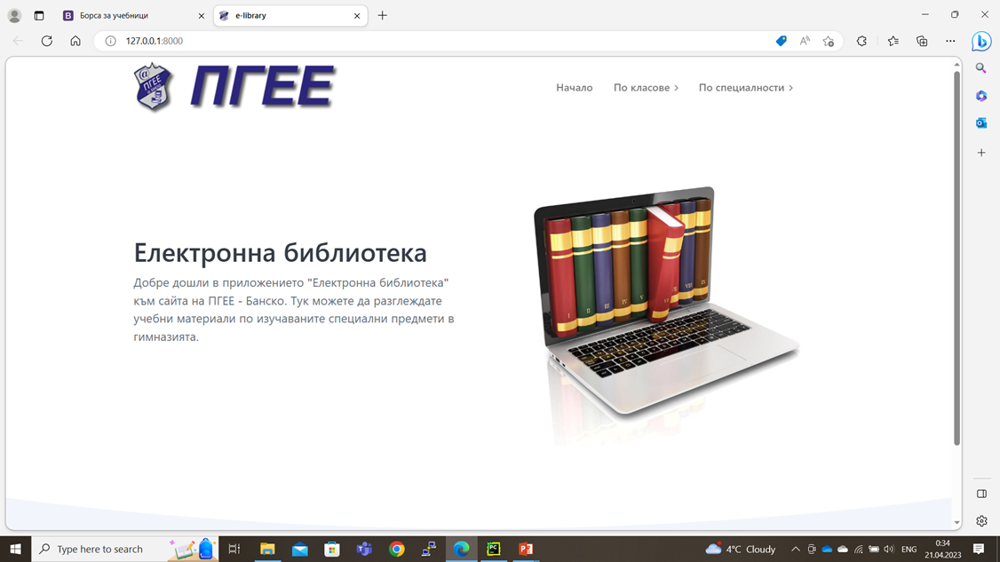 Борса за учебници
e-library
127.0.0.1:8000
ПГЕЕ
ПГЕЕ
Начало
По класове
По специалности
Електронна библиотека
Добре дошли в приложението "Електронна библиотека"
към сайта на ПГЕЕ - Банско. Тук можете да разглеждате
учебни материали по изучаваните специални предмети в
гимназията.
I
II
III
IV
V
VI
VII
VIII
IX
Type here to search
4°C Cloudy
ENG
0:34
21.04.2023